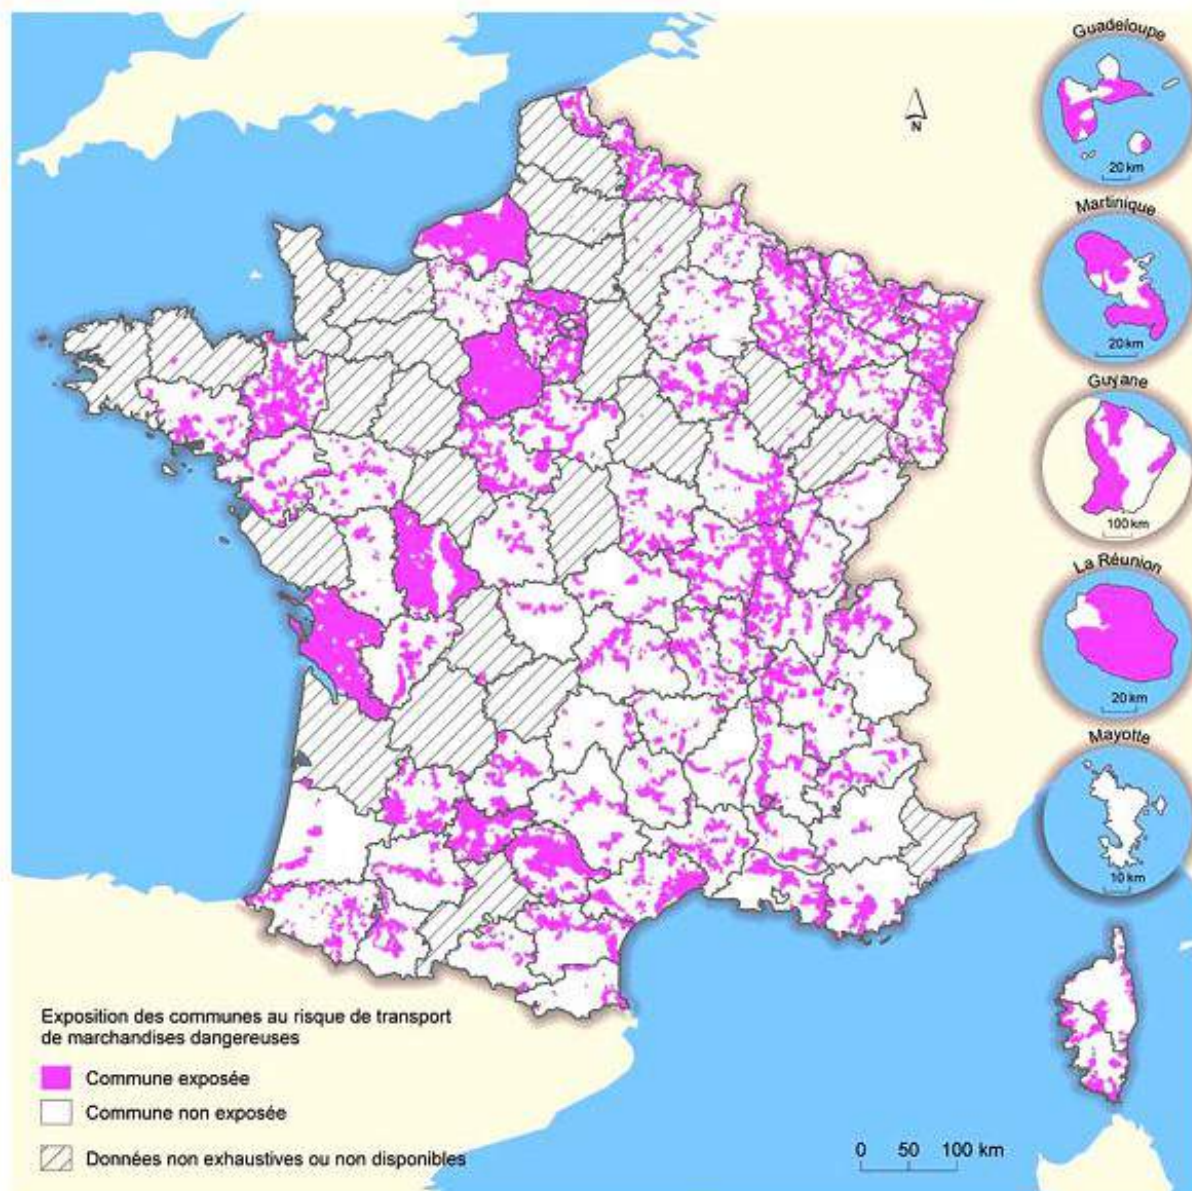 Guadeloupe
N
20 km
Martinique
20 km
Guyane
100 km
La Réunion
20 km
Mayotte
10 km
Exposition des communes au risque de transport
de marchandises dangereuses
Commune exposée
Commune non exposée
Données non exhaustives ou non disponibles
0 50 100 km